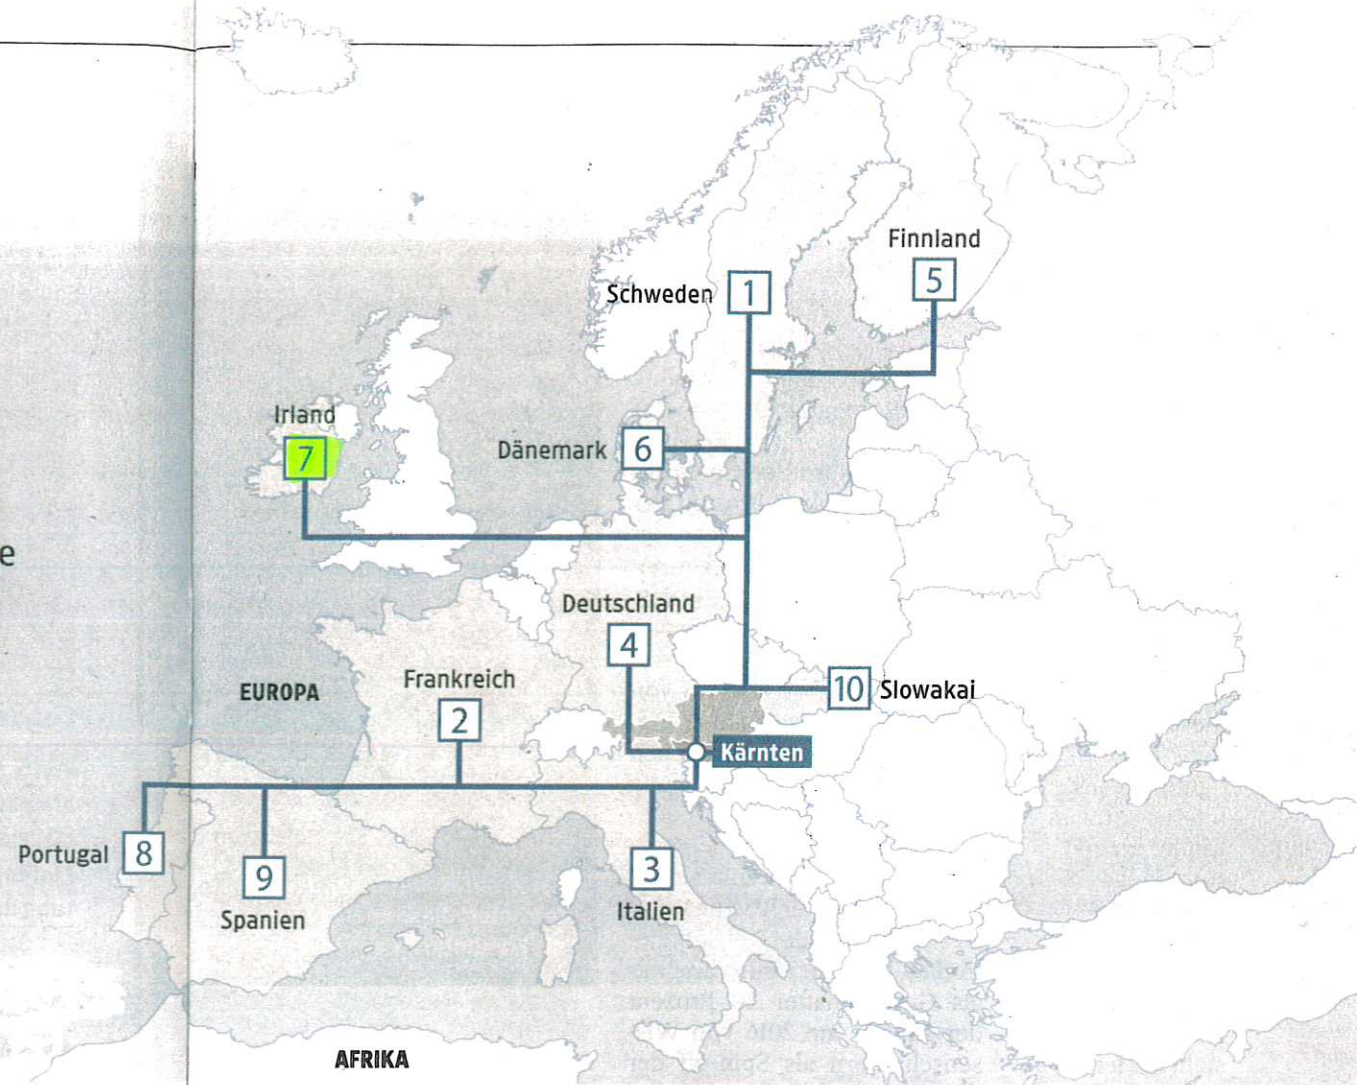 Finnland
5
Schweden 1
Irland
7
Dänemark 6
e
Deutschland
4
Frankreich
2
EUROPA
10 Slowakai
Kärnten
Portugal 8
9
Spanien
3
Italien
AFRIKA